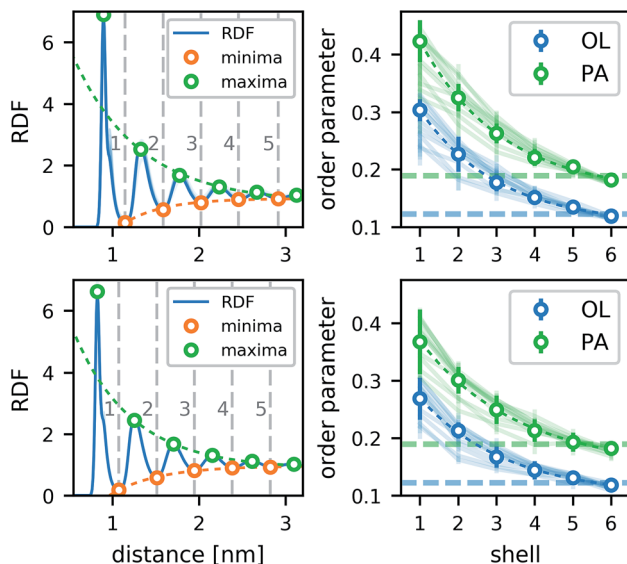 RDF
6
4
2
0
1 2 3 4 5
RDF
minima
maxima
1 2 3
order parameter
0.4
0.3
0.2
0.1
OL
PA
1 2 3 4 5 6
RDF
6
4
2
0
1 2 3 4 5
RDF
minima
maxima
1 2 3
distance [nm]
order parameter
0.4
0.3
0.2
0.1
OL
PA
1 2 3 4 5 6
shell